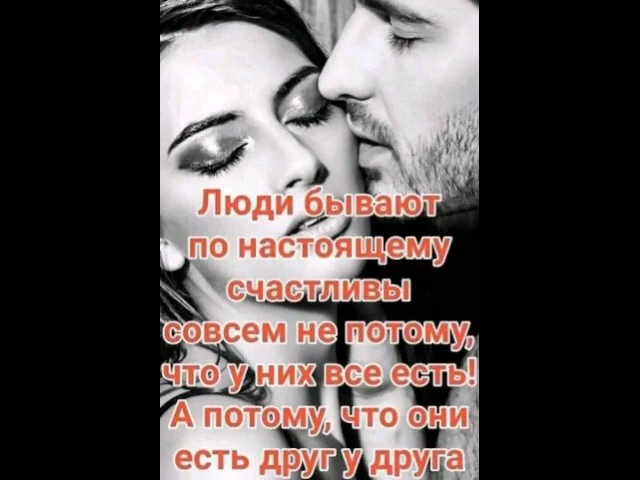 Люди бывают
по настоящему
счастливы
совсем не потому,
что у них все есть!
А потому, что они
есть друг у друга